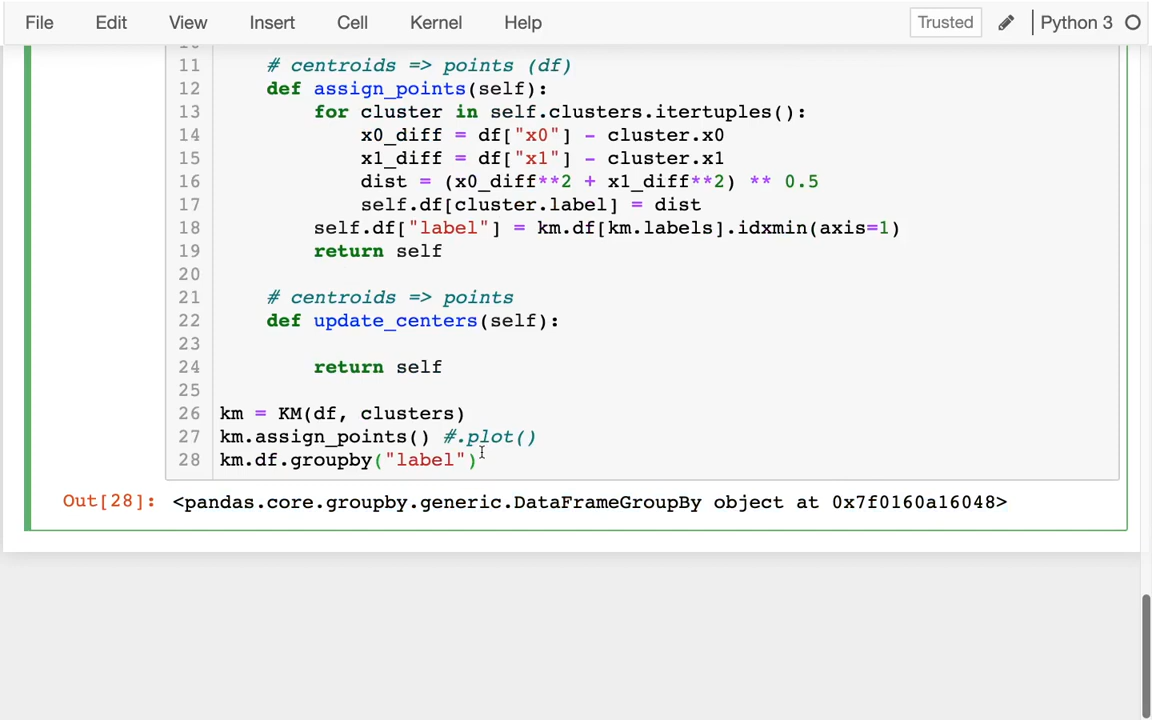 File Edit View Insert Cell Kernel Help Trusted Python 3
11 # centroids => points (df)
12 def assign_points(self):
13 for cluster in self.clusters.itertuples():
14 x0_diff = df["x0"] - cluster.x0
15 x1_diff = df["x1"] - cluster.x1
16 dist = (x0_diff**2 + x1_diff**2) ** 0.5
17 self.df[cluster.label] = dist
18 self.df["label"] = km.df[km.labels].idxmin(axis=1)
19 return self
20
21 # centroids => points
22 def update_centers(self):
23
24 return self
25
26 km = KM(df, clusters)
27 km.assign_points() #.plot()
28 km.df.groupby("label")
Out[28]: <pandas.core.groupby.generic.DataFrameGroupBy object at 0x7f0160a16048>